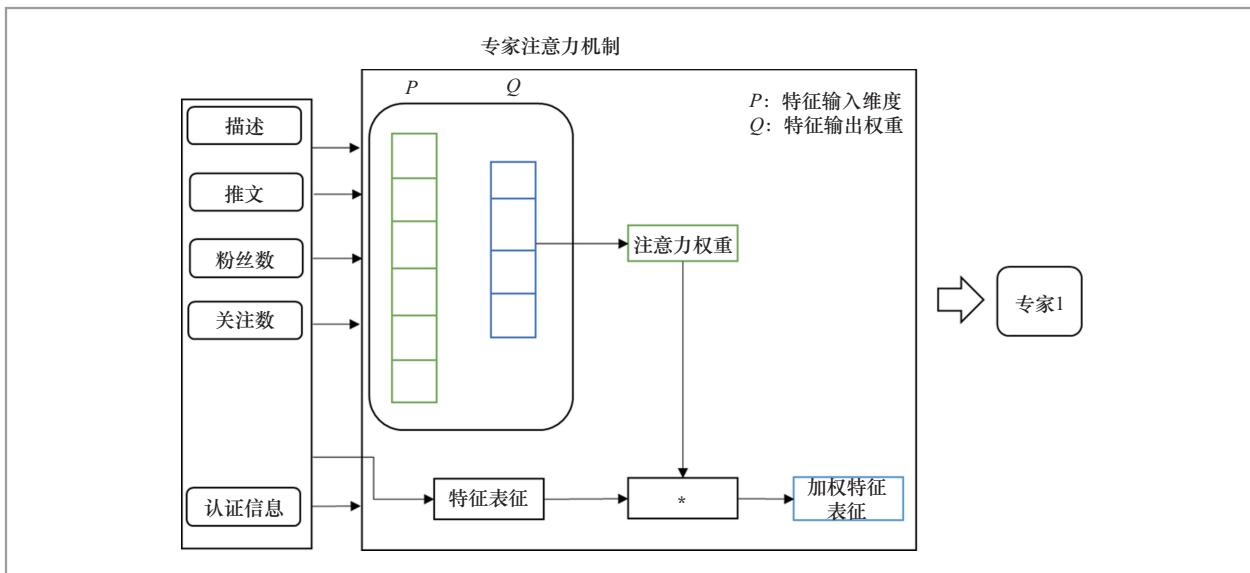 专家注意力机制
P
Q
P：特征输入维度
Q：特征输出权重
描述
推文
粉丝数
关注数
认证信息
注意力权重
特征表征
*
加权特征
表征
专家1